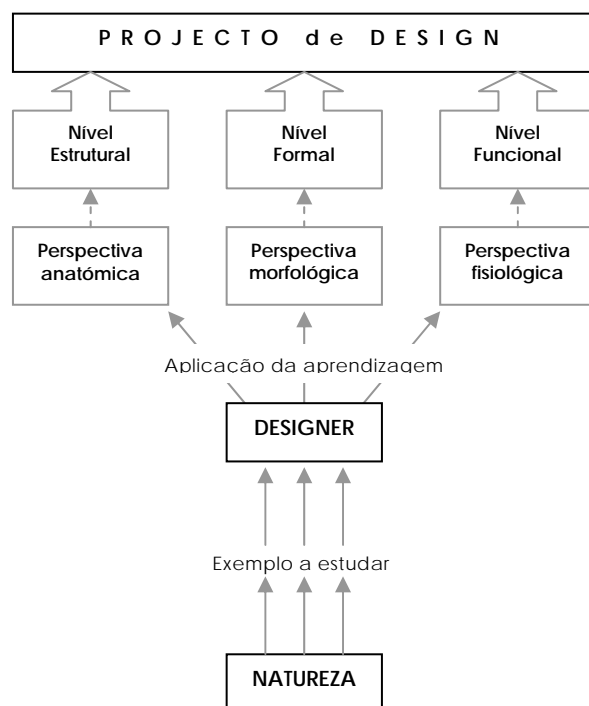 PROJECTO de DESIGN
Nível
Estrutural
Nível
Formal
Nível
Funcional
Perspectiva
anatómica
Perspectiva
morfológica
Perspectiva
fisiológica
Aplicação da aprendizagem
DESIGNER
Exemplo a estudar
NATUREZA